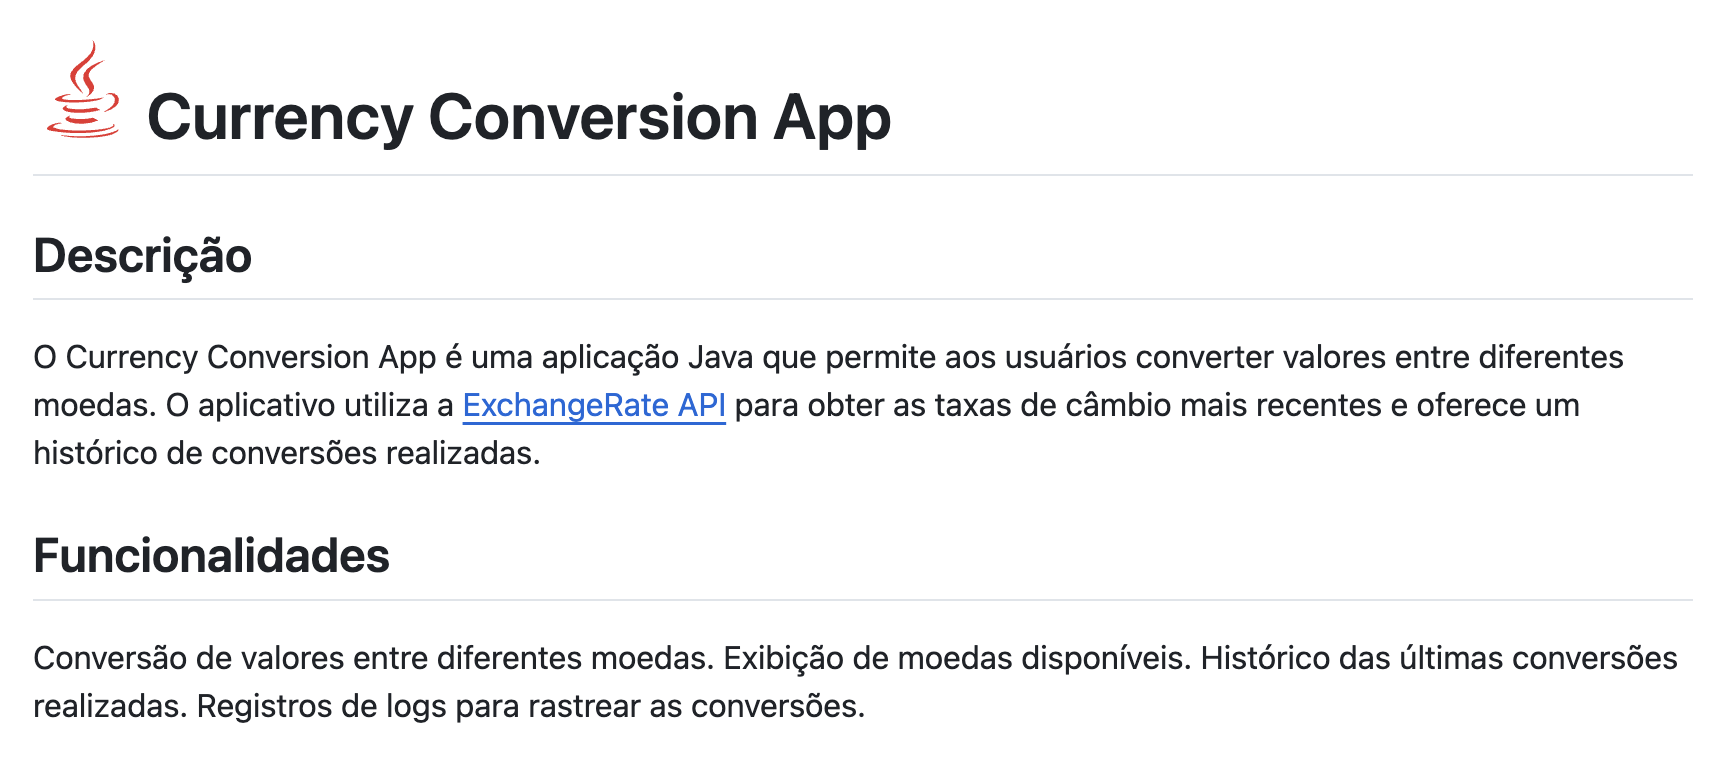 Currency Conversion App
Descrição
O Currency Conversion App é uma aplicação Java que permite aos usuários converter valores entre diferentes
moedas. O aplicativo utiliza a ExchangeRate API para obter as taxas de câmbio mais recentes e oferece um
histórico de conversões realizadas.
Funcionalidades
Conversão de valores entre diferentes moedas. Exibição de moedas disponíveis. Histórico das últimas conversões
realizadas. Registros de logs para rastrear as conversões.